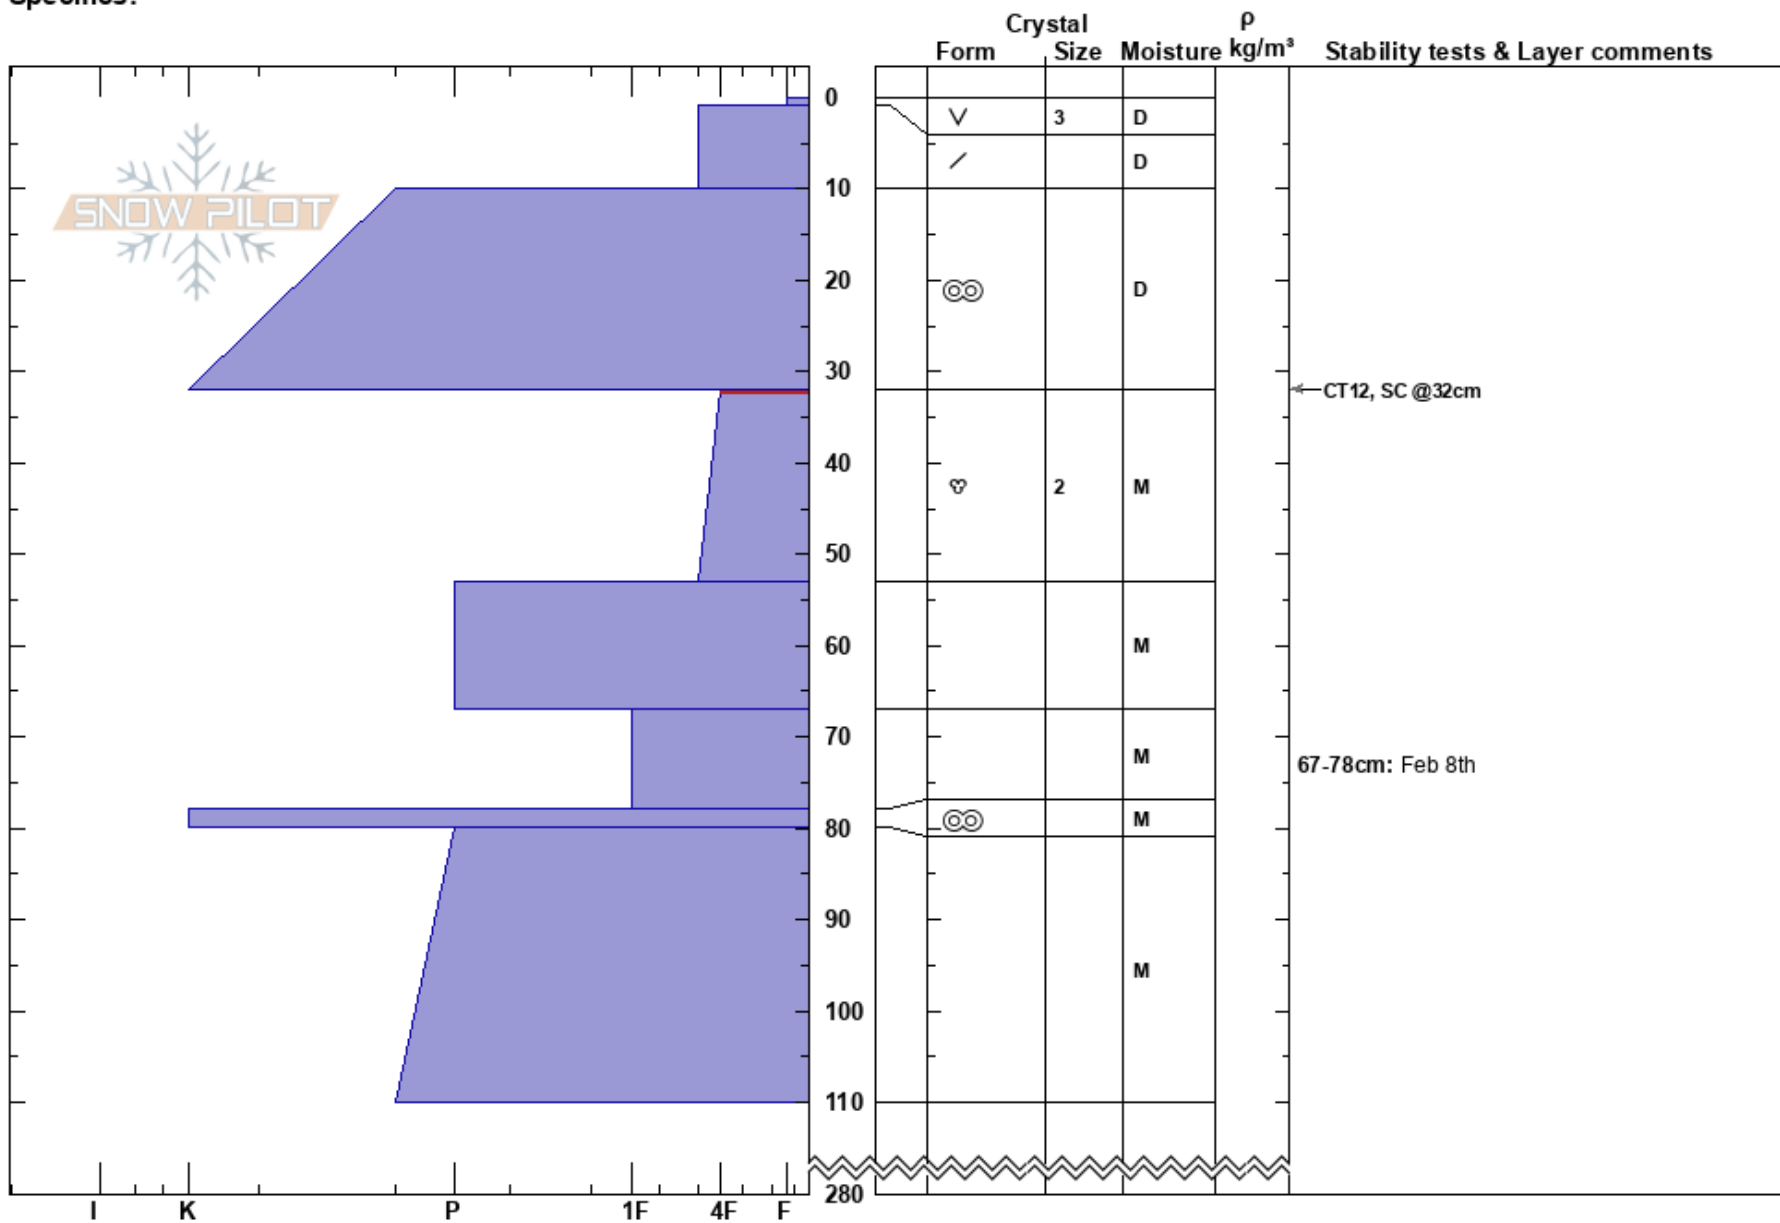 Specifics:
Crystal ρ
Form Size Moisture kg/m³ Stability tests & Layer comments
0
3 D
D
10
SNOW PILOT
20
D
30
CT12, SC @32cm
40
2 M
50
60
M
70
M
67-78cm: Feb 8th
80
M
90
M
100
110
280
I K P 1F 4F F